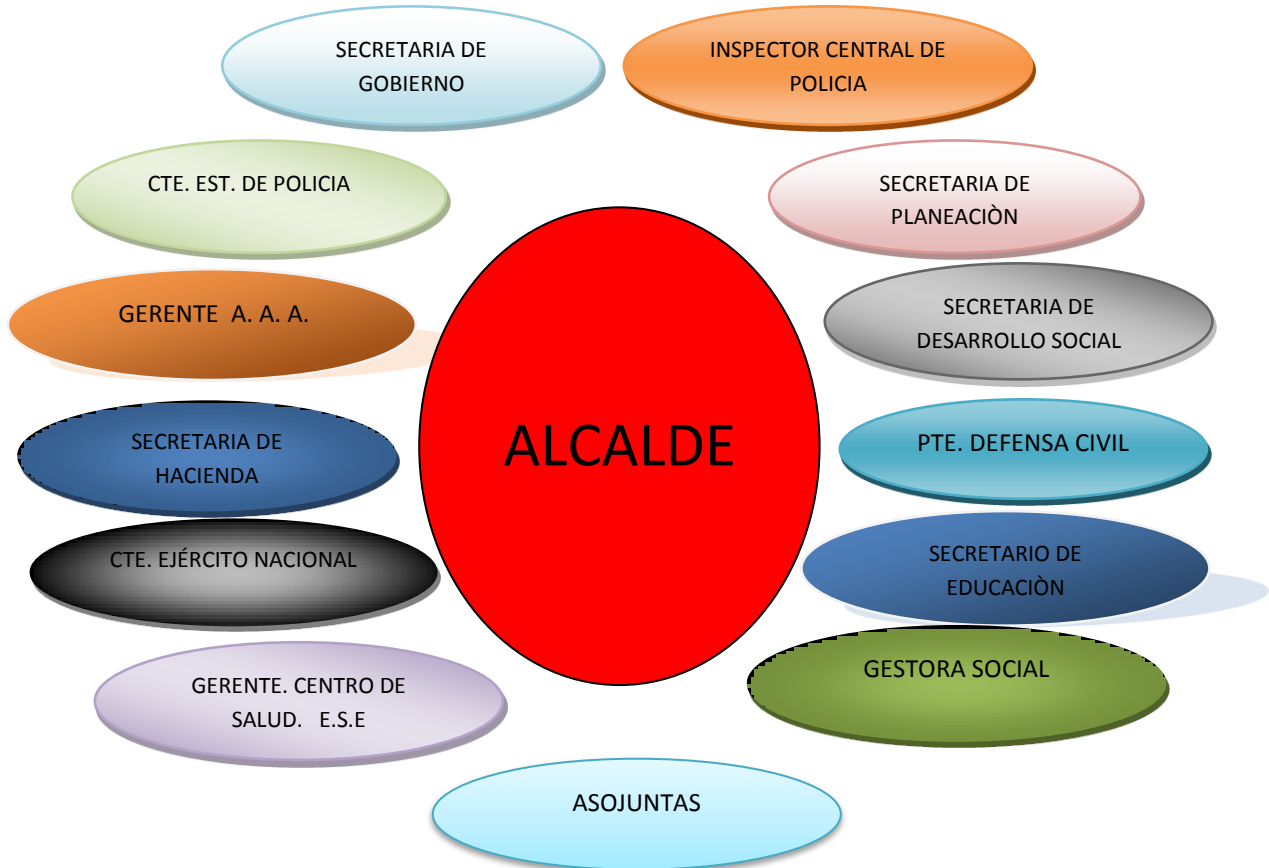 SECRETARIA DE
GOBIERNO
INSPECTOR CENTRAL DE
POLICIA
CTE. EST. DE POLICIA
SECRETARIA DE
PLANEACIÒN
GERENTE A. A. A.
SECRETARIA DE
DESARROLLO SOCIAL
ALCALDE
SECRETARIA DE
HACIENDA
PTE. DEFENSA CIVIL
CTE. EJÉRCITO NACIONAL
SECRETARIO DE
EDUCACIÒN
GERENTE. CENTRO DE
SALUD. E.S.E
GESTORA SOCIAL
ASOJUNTAS